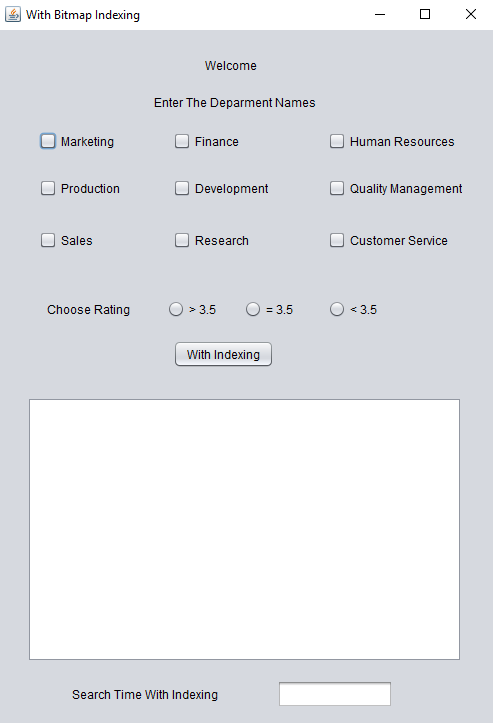 With Bitmap Indexing
Welcome
Enter The Deparment Names
Marketing Finance Human Resources
Production Development Quality Management
Sales Research Customer Service
Choose Rating > 3.5 = 3.5 < 3.5
With Indexing
Search Time With Indexing